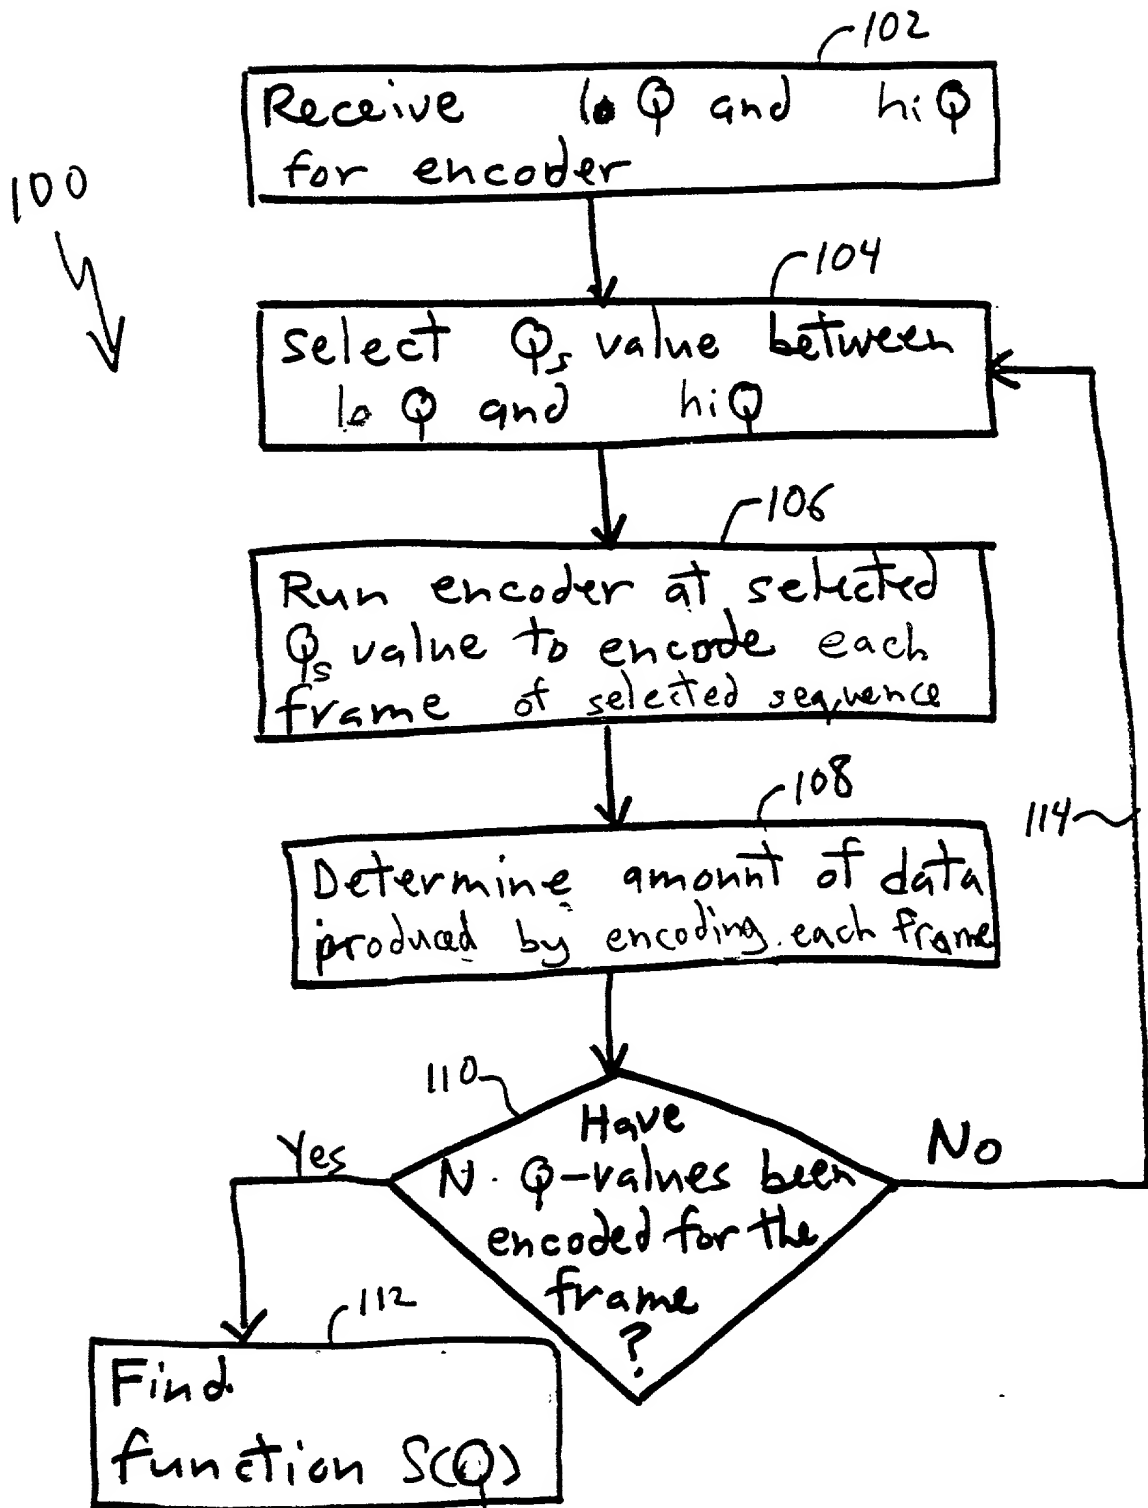 102
Receive lo Q and hi Q
for encoder
100
104
select Qs value between
lo Q and hi Q
106
Run encoder at selected
Qs value to encode each
frame of selected sequence
108
114
Determine amount of data
produced by encoding each frame
110
Have
Yes
No
N Q-values been
encoded for the
frame
?
112
Find
function S(Q)